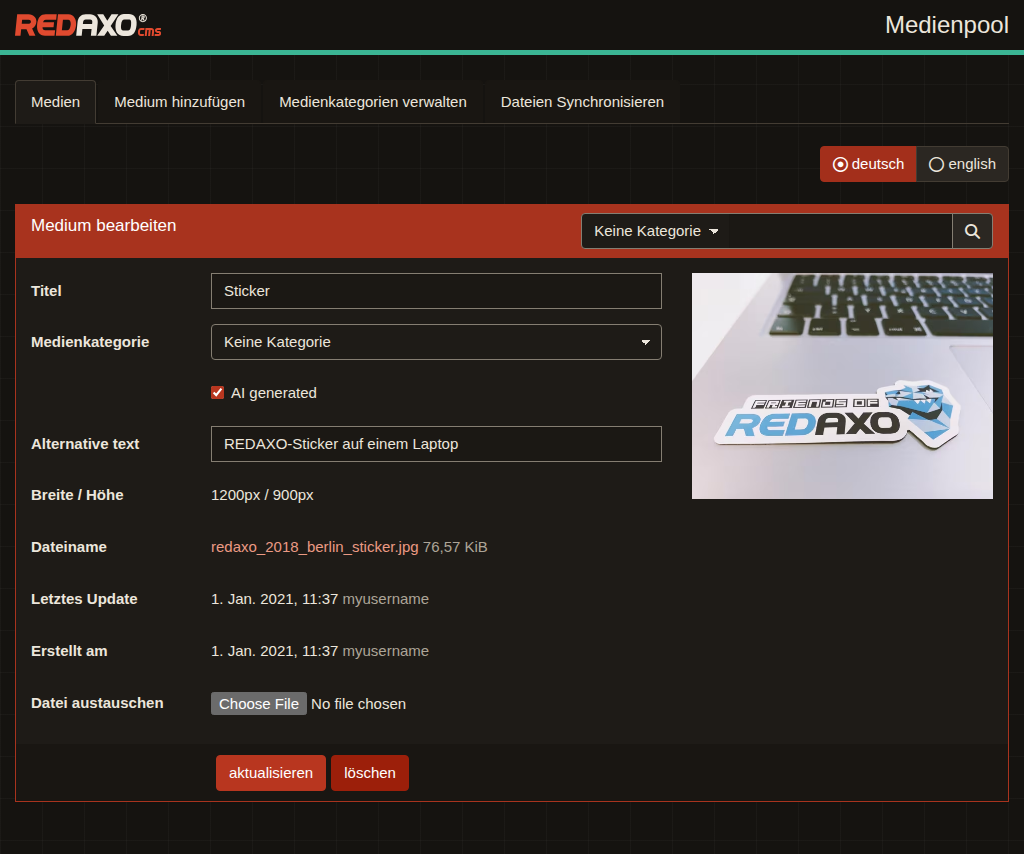 REDAXO® cms
Medienpool
Medien Medium hinzufügen Medienkategorien verwalten Dateien Synchronisieren
deutsch english
Medium bearbeiten Keine Kategorie
Titel Sticker
Medienkategorie Keine Kategorie
AI generated
Alternative text REDAXO-Sticker auf einem Laptop
Breite / Höhe 1200px / 900px
Dateiname redaxo_2018_berlin_sticker.jpg 76,57 KiB
Letztes Update 1. Jan. 2021, 11:37 myusername
Erstellt am 1. Jan. 2021, 11:37 myusername
Datei austauschen Choose File No file chosen
aktualisieren löschen
FRIENDS OF
REDAXO